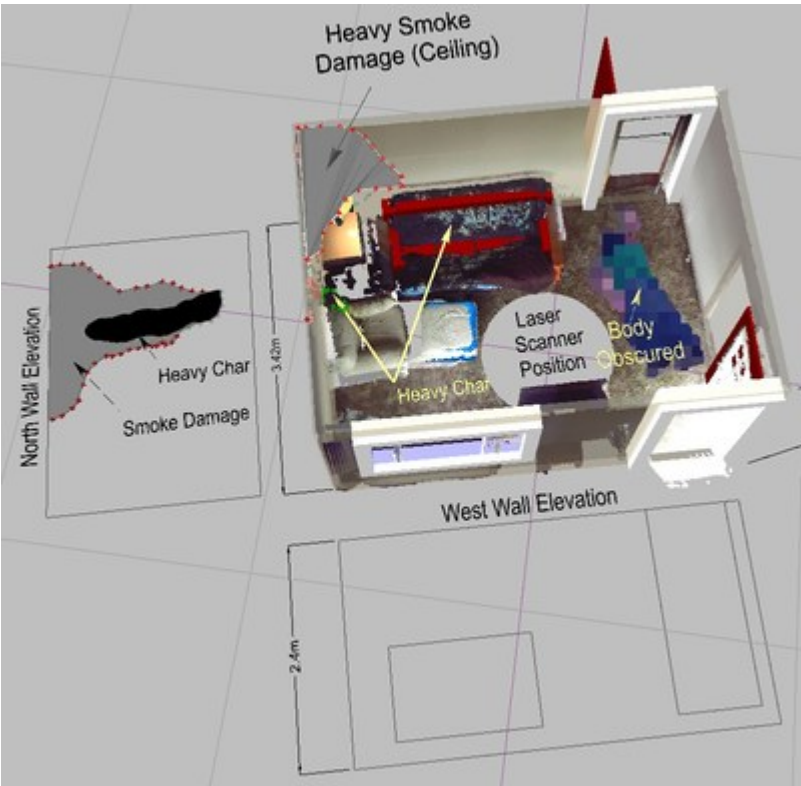 Heavy Smoke
Damage (Ceiling)
North Wall Elevation
Heavy Char
Smoke Damage
3.42m
Laser
Scanner
Position
Body
Obscured
Heavy Char
West Wall Elevation
2.4m